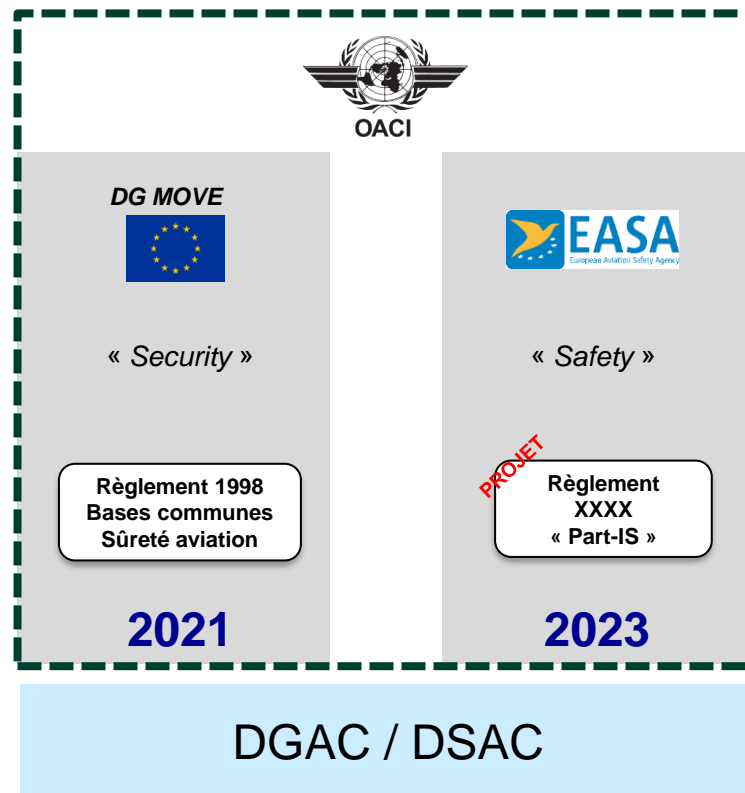 OACI
DG MOVE
EASA
European Aviation Safety Agency
« Security »
« Safety »
PROJET
Règlement 1998
Bases communes
Sûreté aviation
Règlement
XXXX
« Part-IS »
2021
2023
DGAC / DSAC